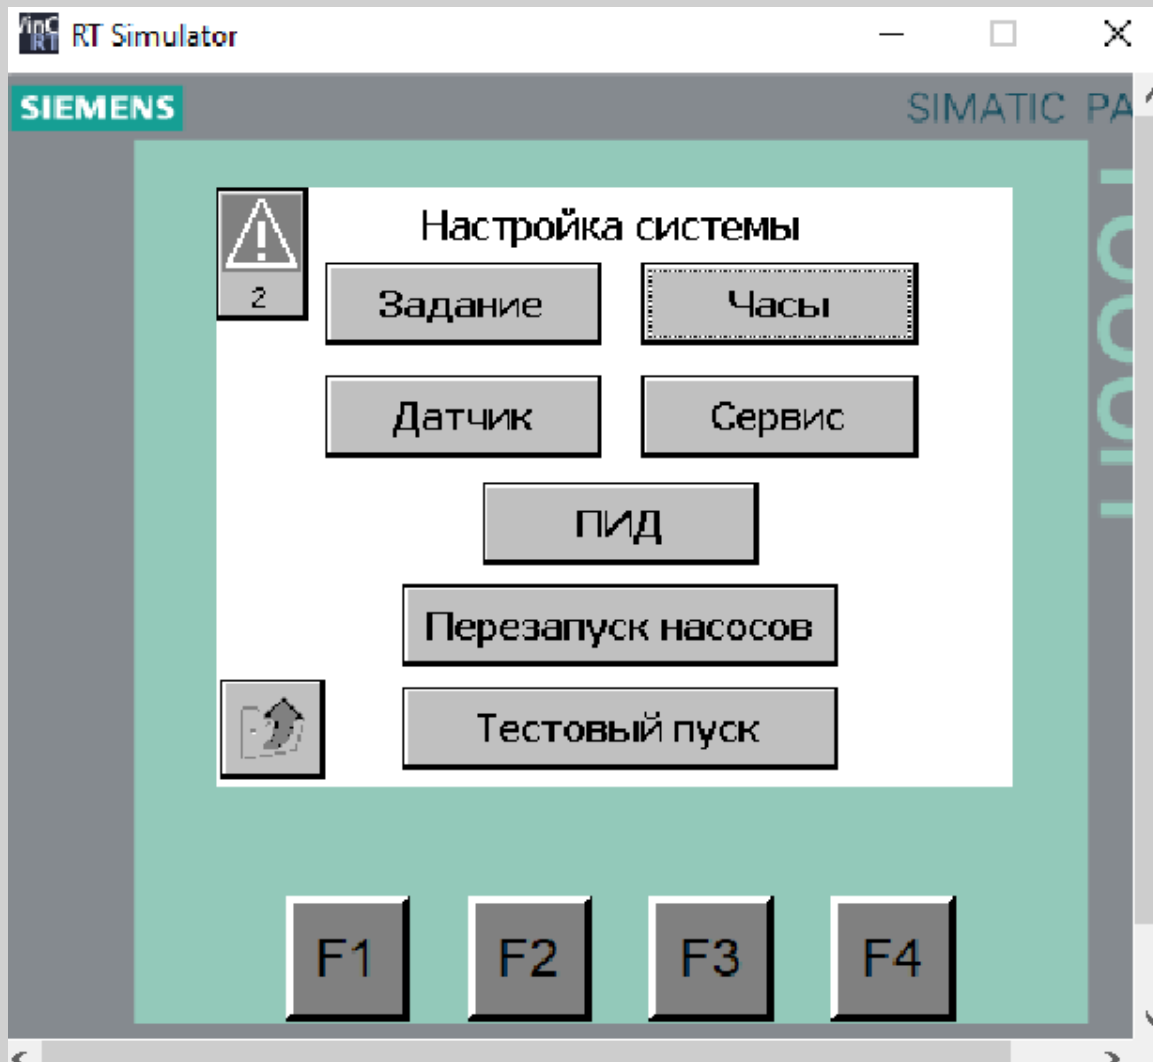 RT Simulator
SIEMENS
SIMATIC PA
TOUCH
Настройка системы
2
Задание
Часы
Датчик
Сервис
ПИД
Перезапуск насосов
Тестовый пуск
F1
F2
F3
F4